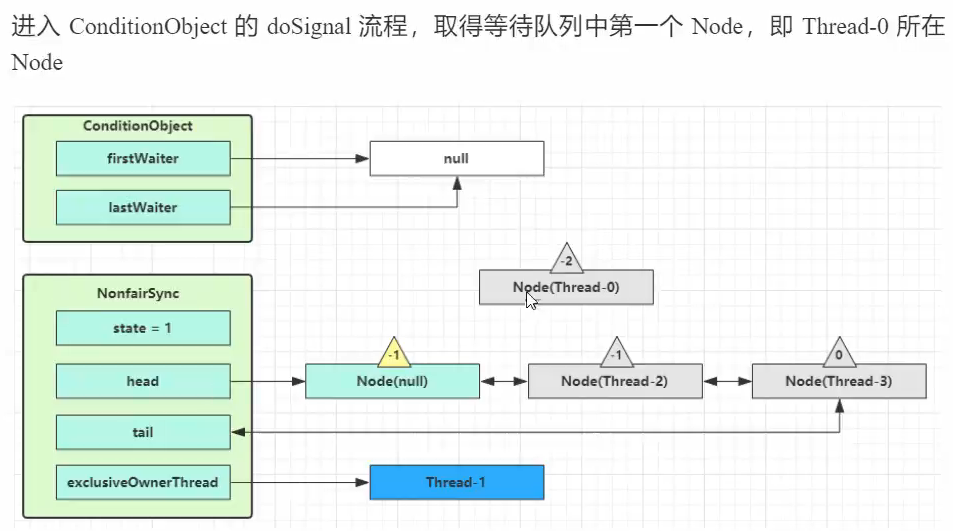 进入 ConditionObject 的 doSignal 流程，取得等待队列中第一个 Node，即 Thread-0 所在
Node
ConditionObject
firstWaiter
null
lastWaiter
-2
Node(Thread-0)
NonfairSync
state = 1
-1
-1
0
head
Node(null)
Node(Thread-2)
Node(Thread-3)
tail
exclusiveOwnerThread
Thread-1